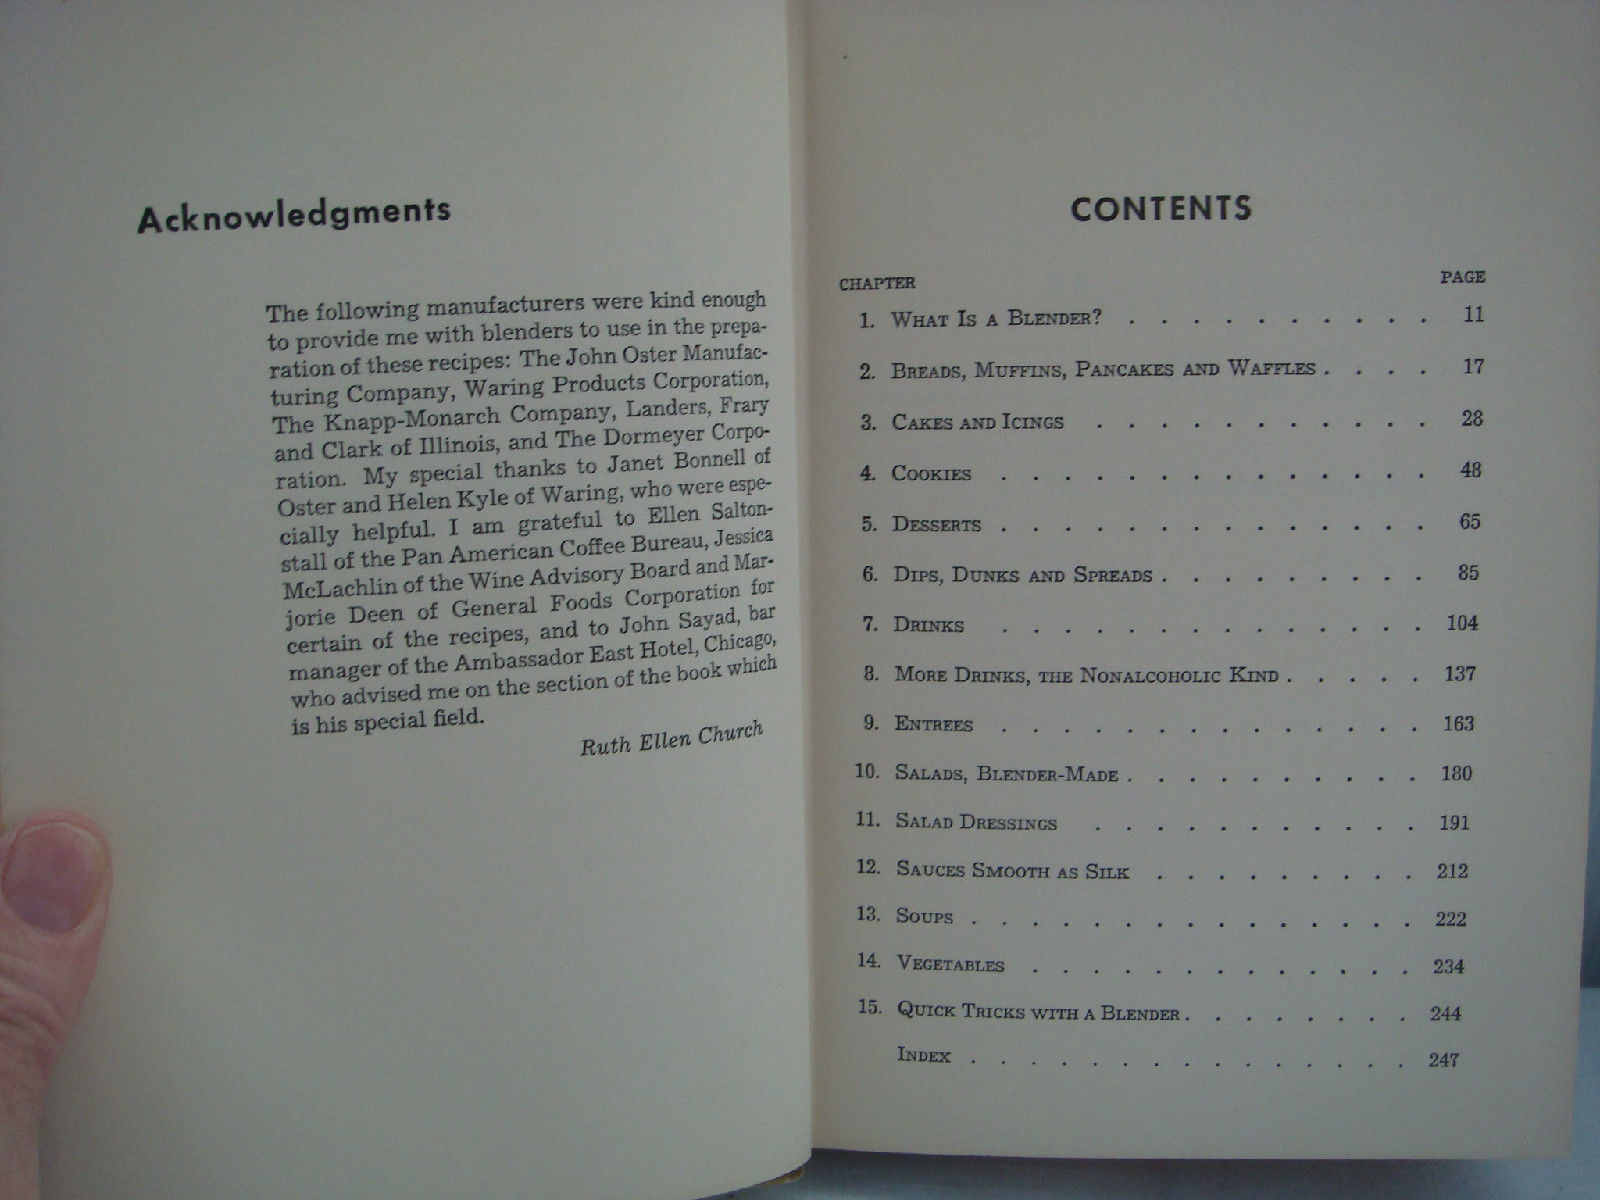 Acknowledgments
The following manufacturers were kind enough
to provide me with blenders to use in the prepa-
ration of these recipes: The John Oster Manufac-
turing Company, Waring Products Corporation,
The Knapp-Monarch Company, Landers, Frary
and Clark of Illinois, and The Dormeyer Corpo-
ration. My special thanks to Janet Bonnell of
Oster and Helen Kyle of Waring, who were espe-
cially helpful. I am grateful to Ellen Salton-
stall of the Pan American Coffee Bureau, Jessica
McLachlin of the Wine Advisory Board and Mar-
jorie Deen of General Foods Corporation for
certain of the recipes, and to John Sayad, bar
manager of the Ambassador East Hotel, Chicago,
who advised me on the section of the book which
is his special field.
Ruth Ellen Church
CONTENTS
CHAPTER PAGE
1. What Is a Blender? . . . . . . . . . . 11
2. Breads, Muffins, Pancakes and Waffles . . . . 17
3. Cakes and Icings . . . . . . . . . . . 28
4. Cookies . . . . . . . . . . . . . . 48
5. Desserts . . . . . . . . . . . . . . 65
6. Dips, Dunks and Spreads . . . . . . . . . 85
7. Drinks . . . . . . . . . . . . . . 104
8. More Drinks, the Nonalcoholic Kind . . . . . 137
9. Entrees . . . . . . . . . . . . . . 163
10. Salads, Blender-Made . . . . . . . . . . 180
11. Salad Dressings . . . . . . . . . . . 191
12. Sauces Smooth as Silk . . . . . . . . . 212
13. Soups . . . . . . . . . . . . . . . 222
14. Vegetables . . . . . . . . . . . . . 234
15. Quick Tricks with a Blender . . . . . . . . 244
Index . . . . . . . . . . . . . . . 247